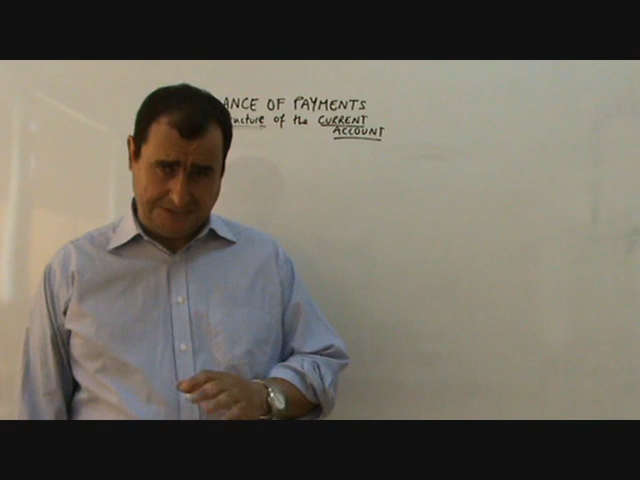 ANCE OF PAYMENTS
ucture of the CURRENT
ACCOUNT